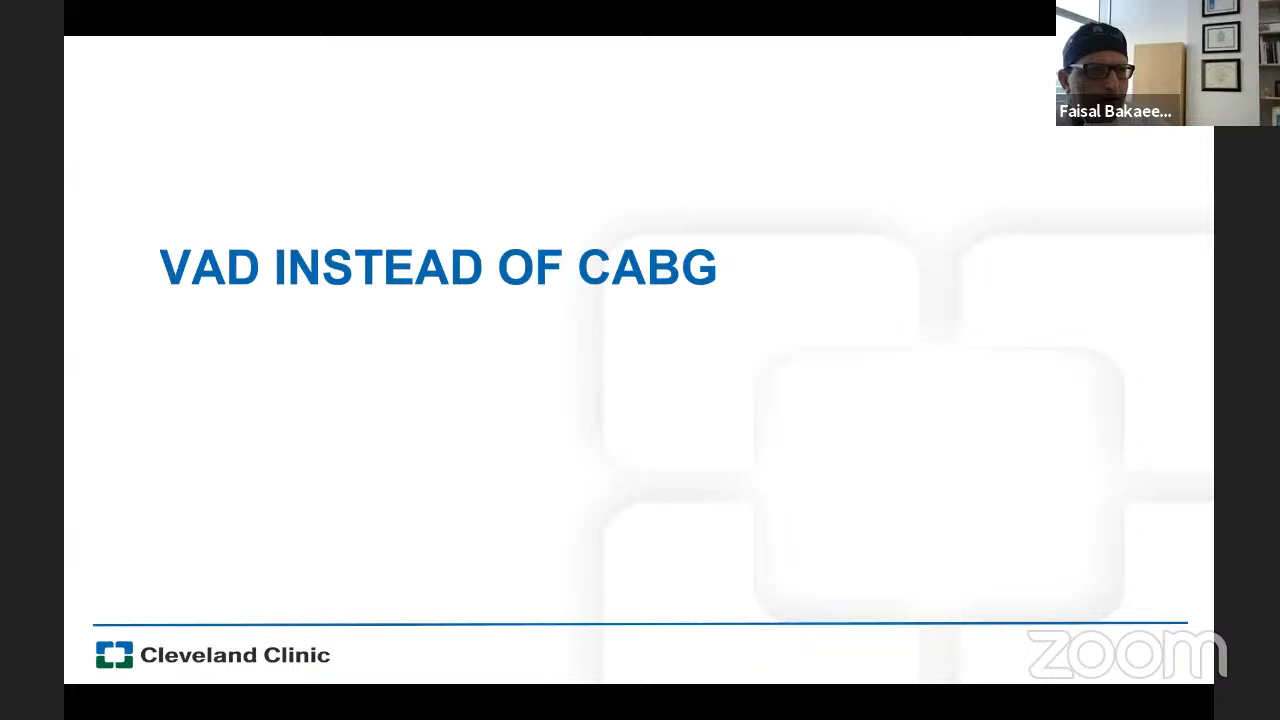 Faisal Bakaee...
VAD INSTEAD OF CABG
Cleveland Clinic
zoom